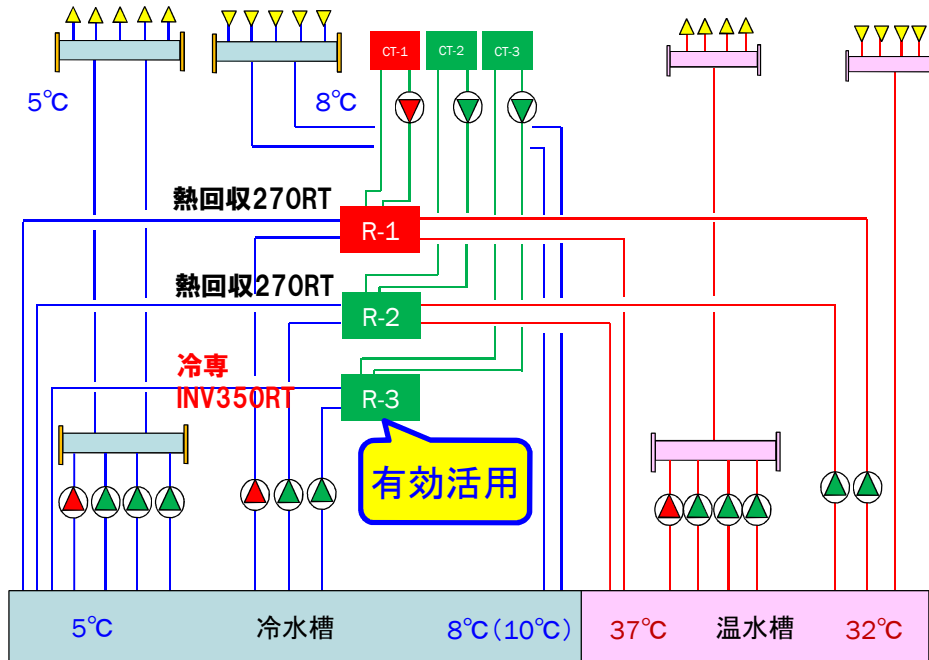 CT-1 CT-2 CT-3
5℃
8℃
熱回収270RT
R-1
熱回収270RT
R-2
冷専
INV350RT
R-3
有効活用
5℃ 冷水槽 8℃(10℃) 37℃ 温水槽 32℃